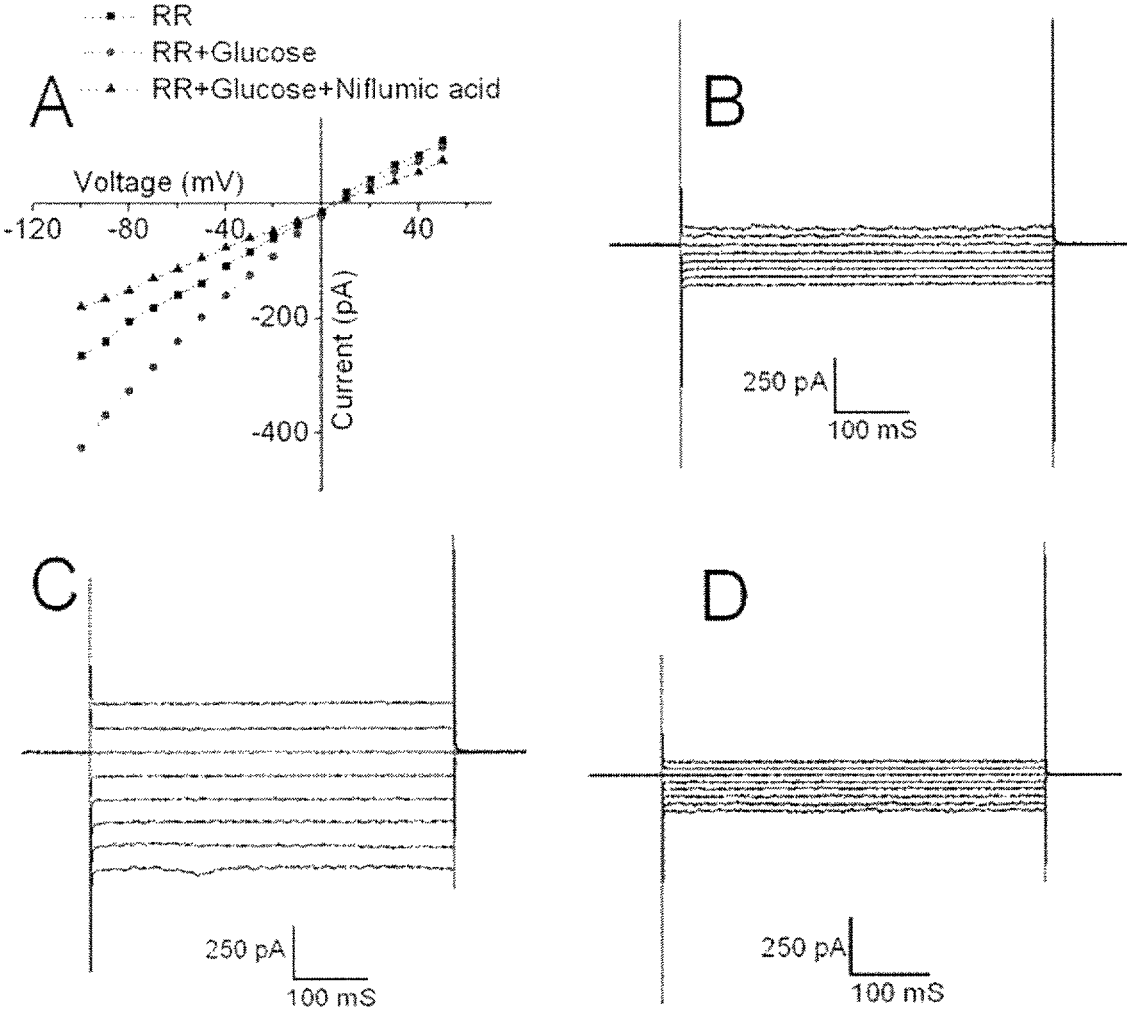 RR
RR+Glucose
RR+Glucose+Niflumic acid
A
Voltage (mV)
-120 -80 -40 40
-200
-400
Current (pA)
B
250 pA
100 mS
C
250 pA
100 mS
D
250 pA
100 mS